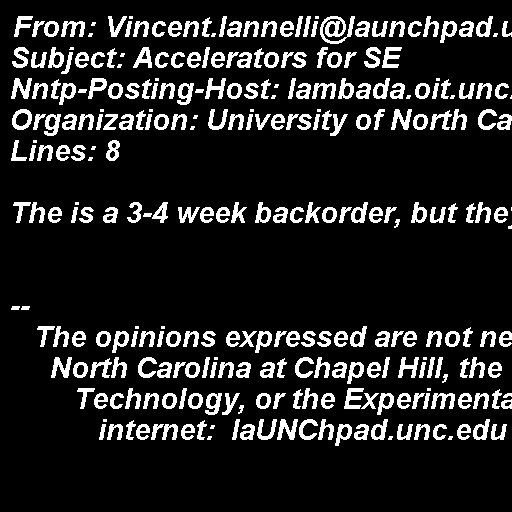 From: Vincent.Iannelli@launchpad.u
Subject: Accelerators for SE
Nntp-Posting-Host: lambada.oit.unc.
Organization: University of North Ca
Lines: 8
The is a 3-4 week backorder, but they
--
The opinions expressed are not ne
North Carolina at Chapel Hill, the
Technology, or the Experimenta
internet: laUNChpad.unc.edu